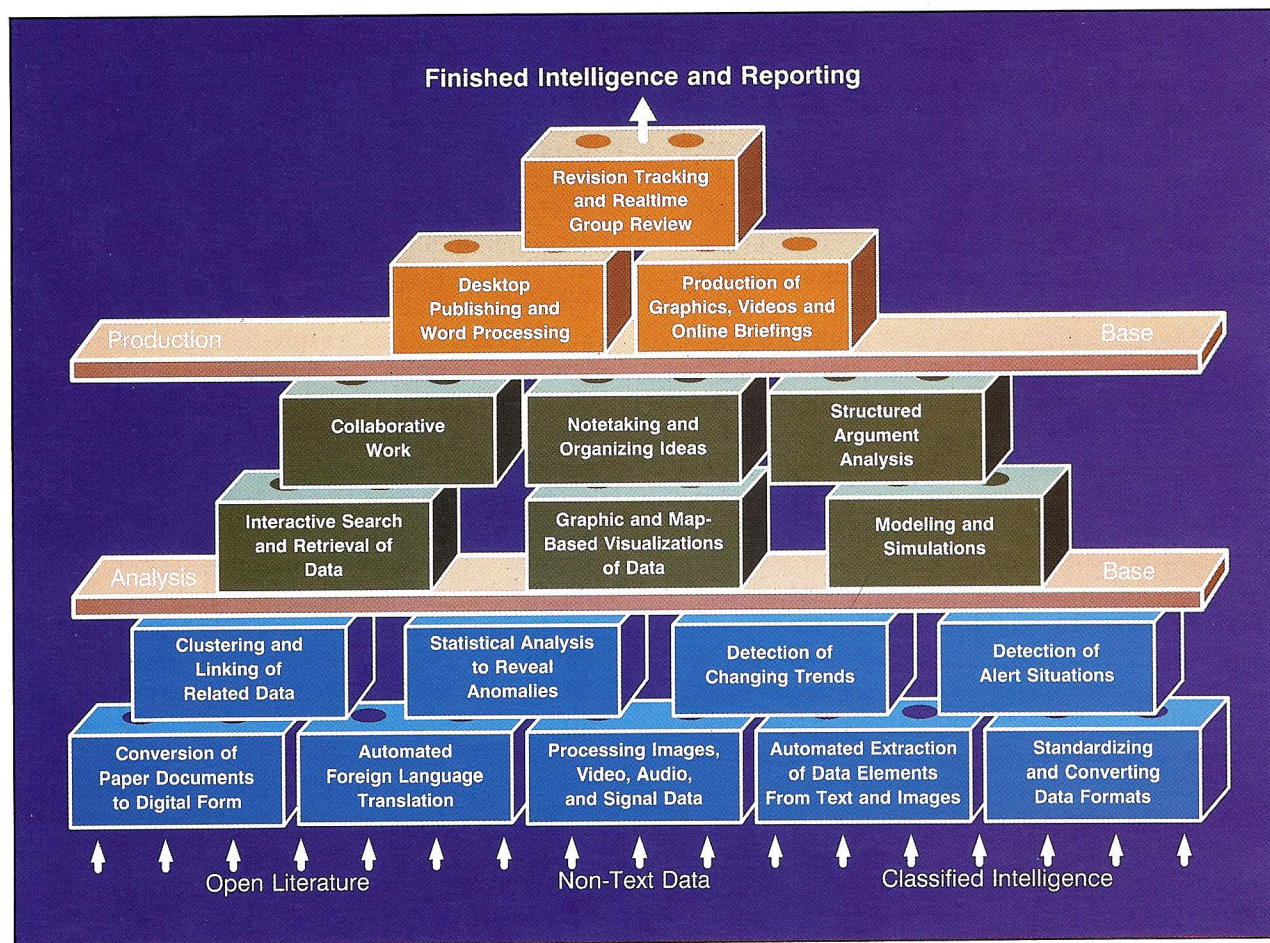 Finished Intelligence and Reporting
Revision Tracking
and Realtime
Group Review
Desktop
Publishing and
Word Processing
Production of
Graphics, Videos and
Online Briefings
Production
Base
Collaborative
Work
Notetaking and
Organizing Ideas
Structured
Argument
Analysis
Interactive Search
and Retrieval of
Data
Graphic and Map-
Based Visualizations
of Data
Modeling and
Simulations
Analysis
Base
Clustering and
Linking of
Related Data
Statistical Analysis
to Reveal
Anomalies
Detection of
Changing Trends
Detection of
Alert Situations
Conversion of
Paper Documents
to Digital Form
Automated
Foreign Language
Translation
Processing Images,
Video, Audio,
and Signal Data
Automated Extraction
of Data Elements
From Text and Images
Standardizing
and Converting
Data Formats
Open Literature
Non-Text Data
Classified Intelligence